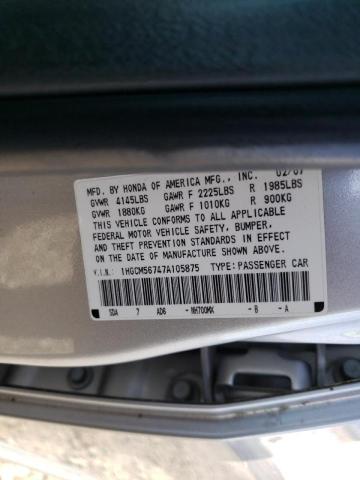 MFD. BY HONDA OF AMERICA MFG., INC. 02/07
GVWR 4145LBS GAWR F 2225LBS R 1985LBS
GVWR 1880KG GAWR F 1010KG R 900KG
THIS VEHICLE CONFORMS TO ALL APPLICABLE
FEDERAL MOTOR VEHICLE SAFETY, BUMPER,
AND THEFT PREVENTION STANDARDS IN EFFECT
ON THE DATE OF MANUFACTURE SHOWN ABOVE.
V.I.N.: 1HGCM56747A105875 TYPE: PASSENGER CAR
SDA 7 AD6 - NH700MX - B - A